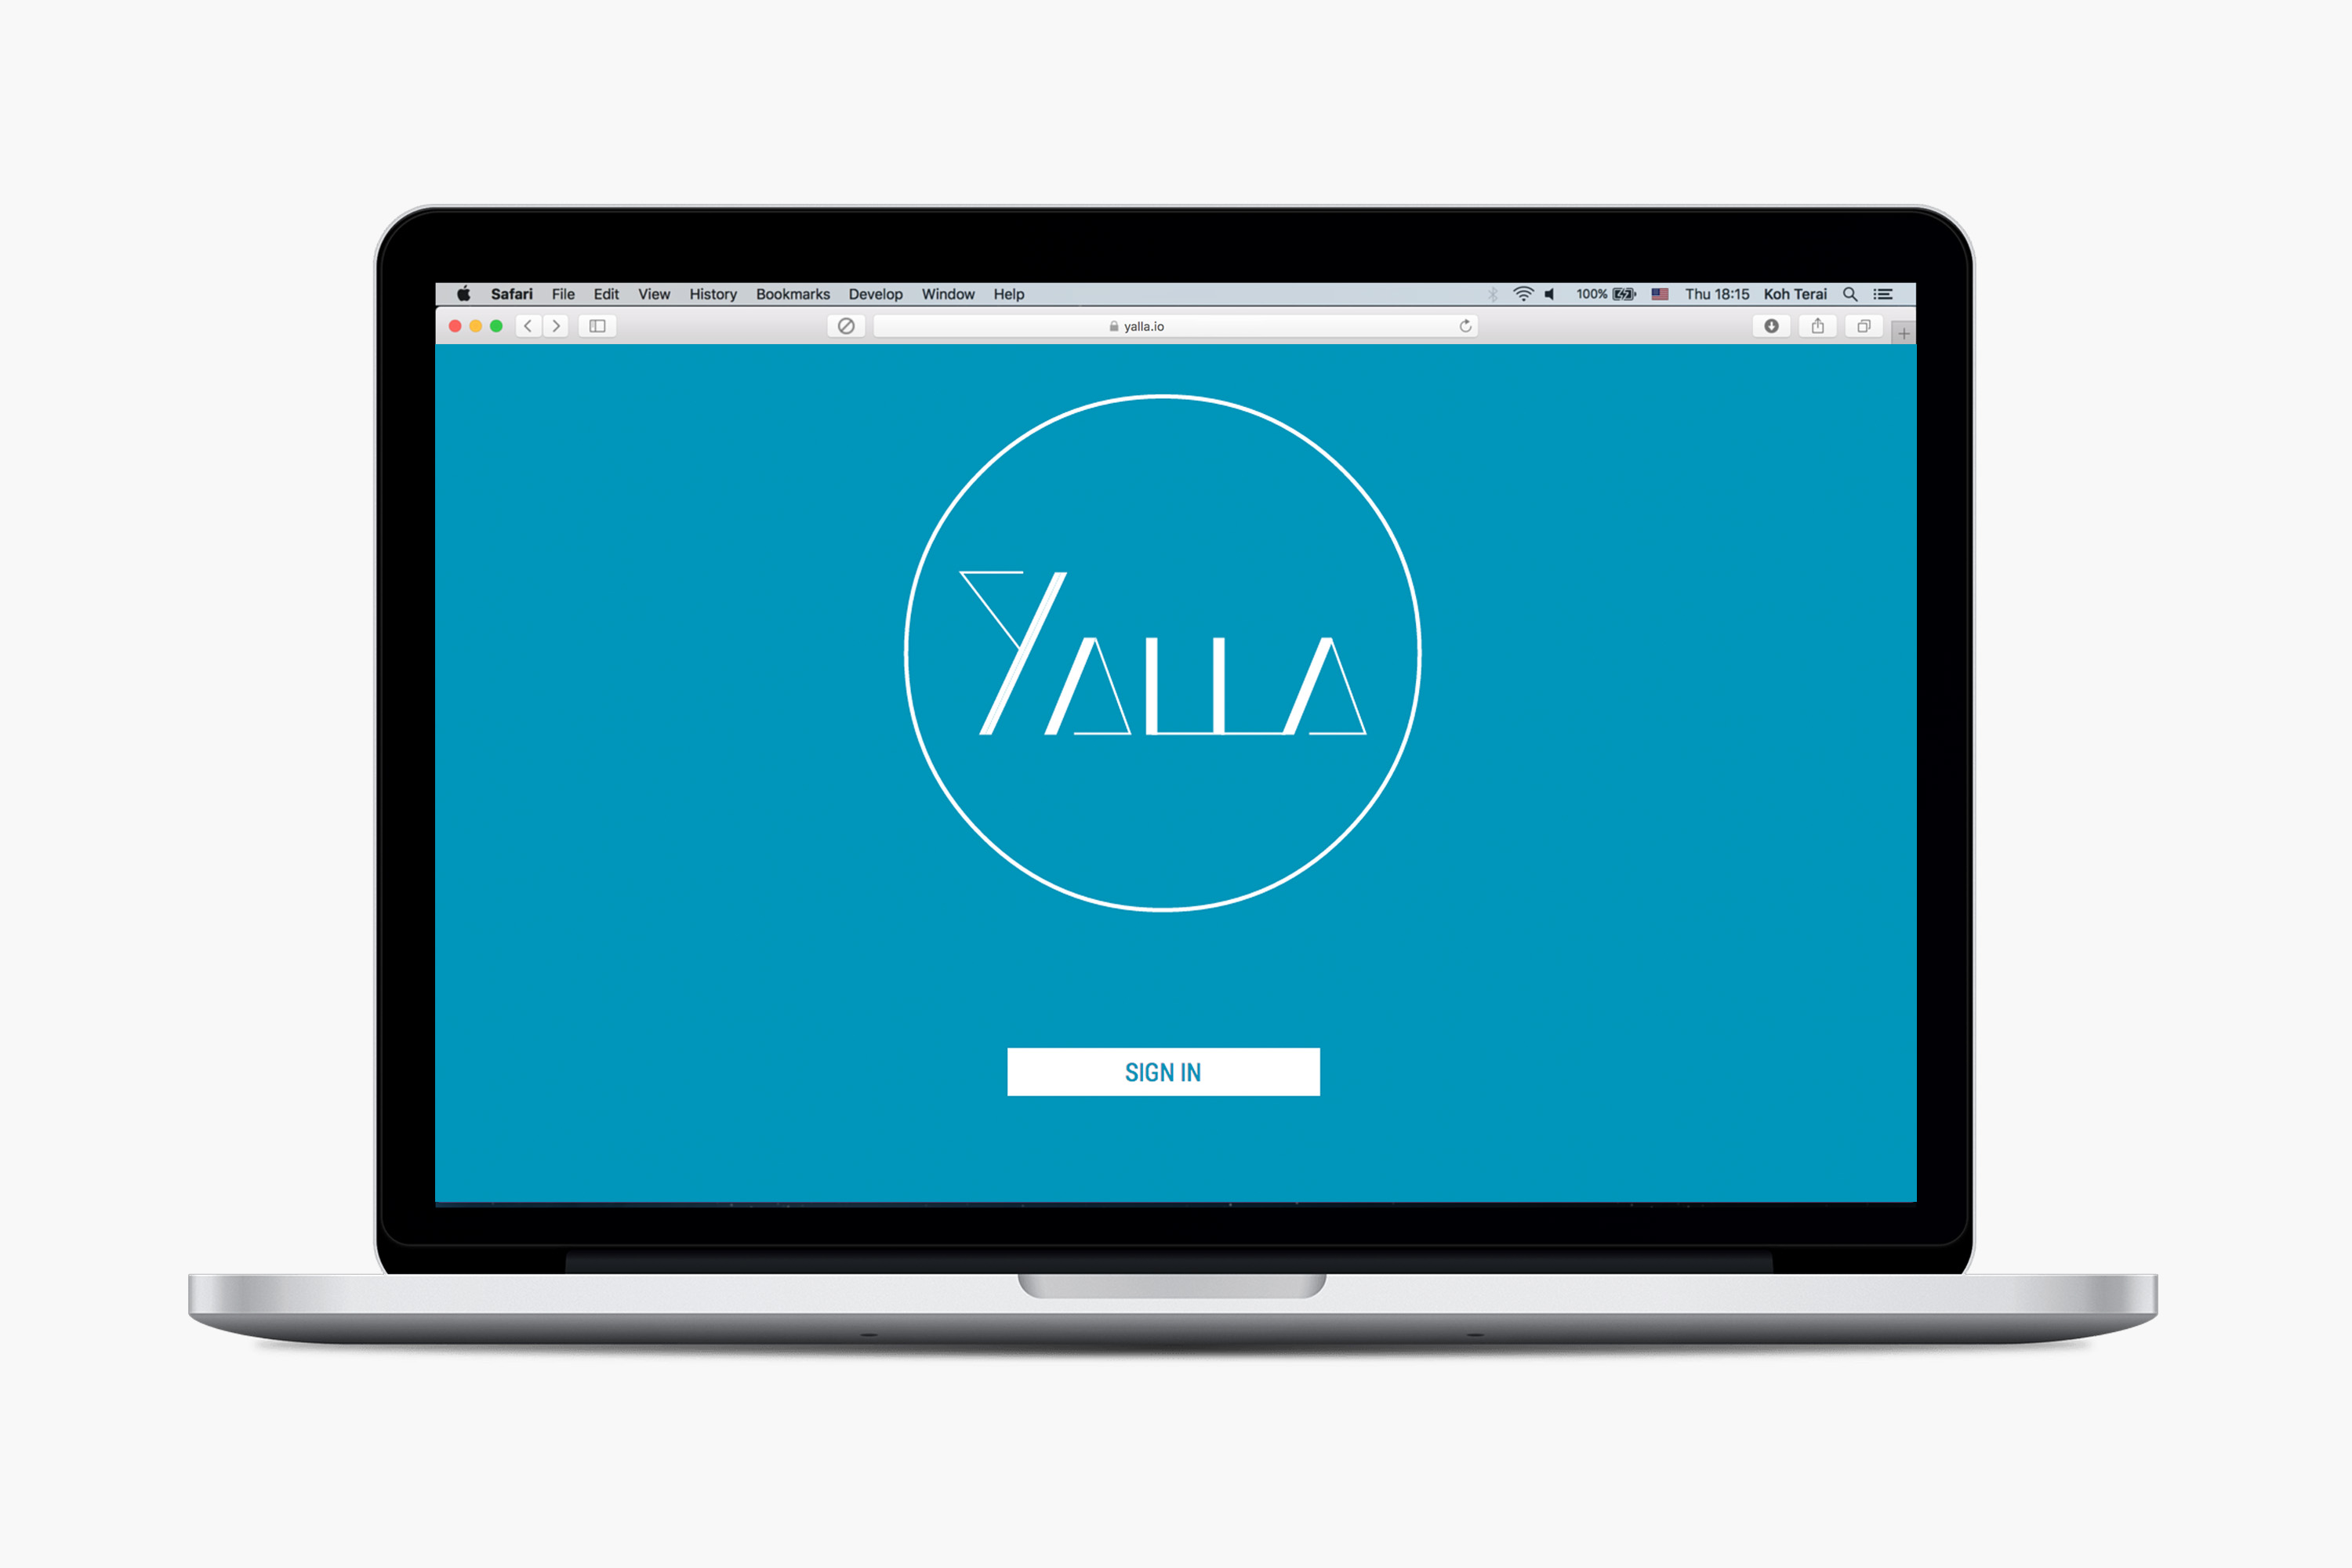 Safari File Edit View History Bookmarks Develop Window Help 100% Thu 18:15 Koh Terai
yalla.io
YALLA
SIGN IN